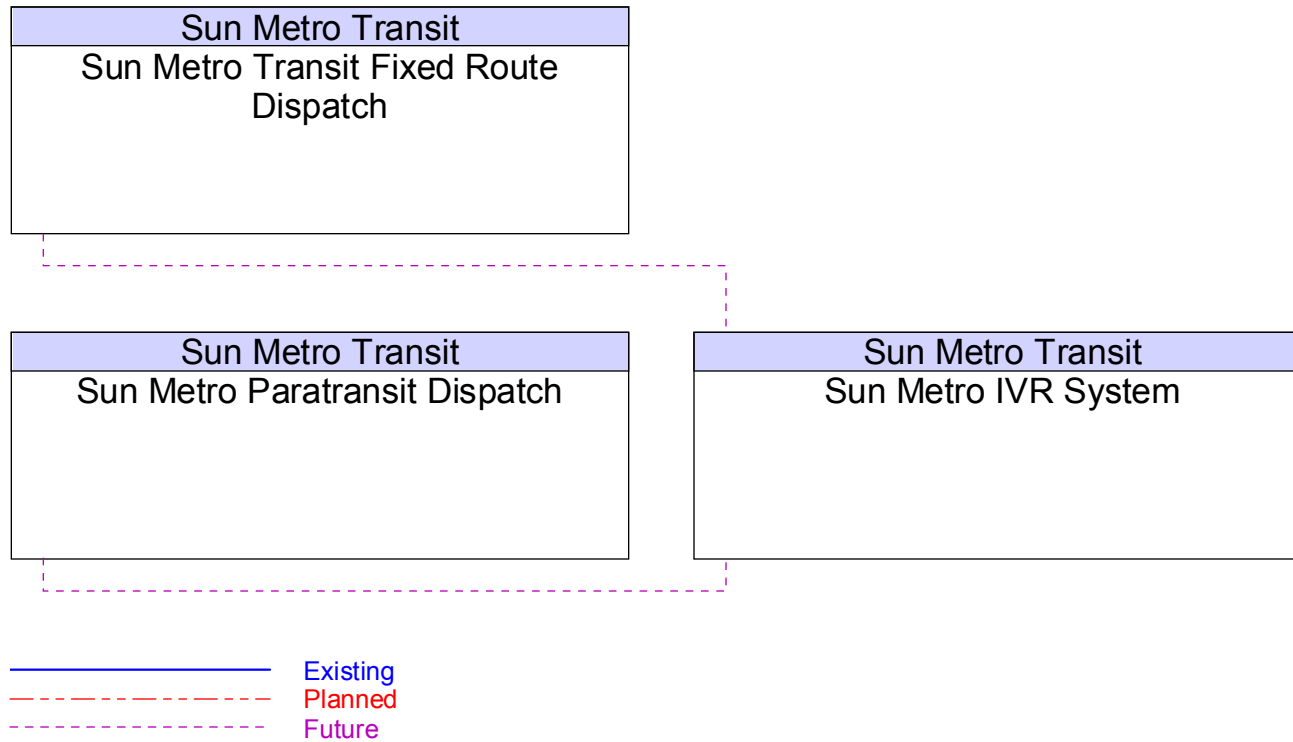 Sun Metro Transit
Sun Metro Transit Fixed Route
Dispatch
Sun Metro Transit
Sun Metro Paratransit Dispatch
Sun Metro Transit
Sun Metro IVR System
Existing
Planned
Future